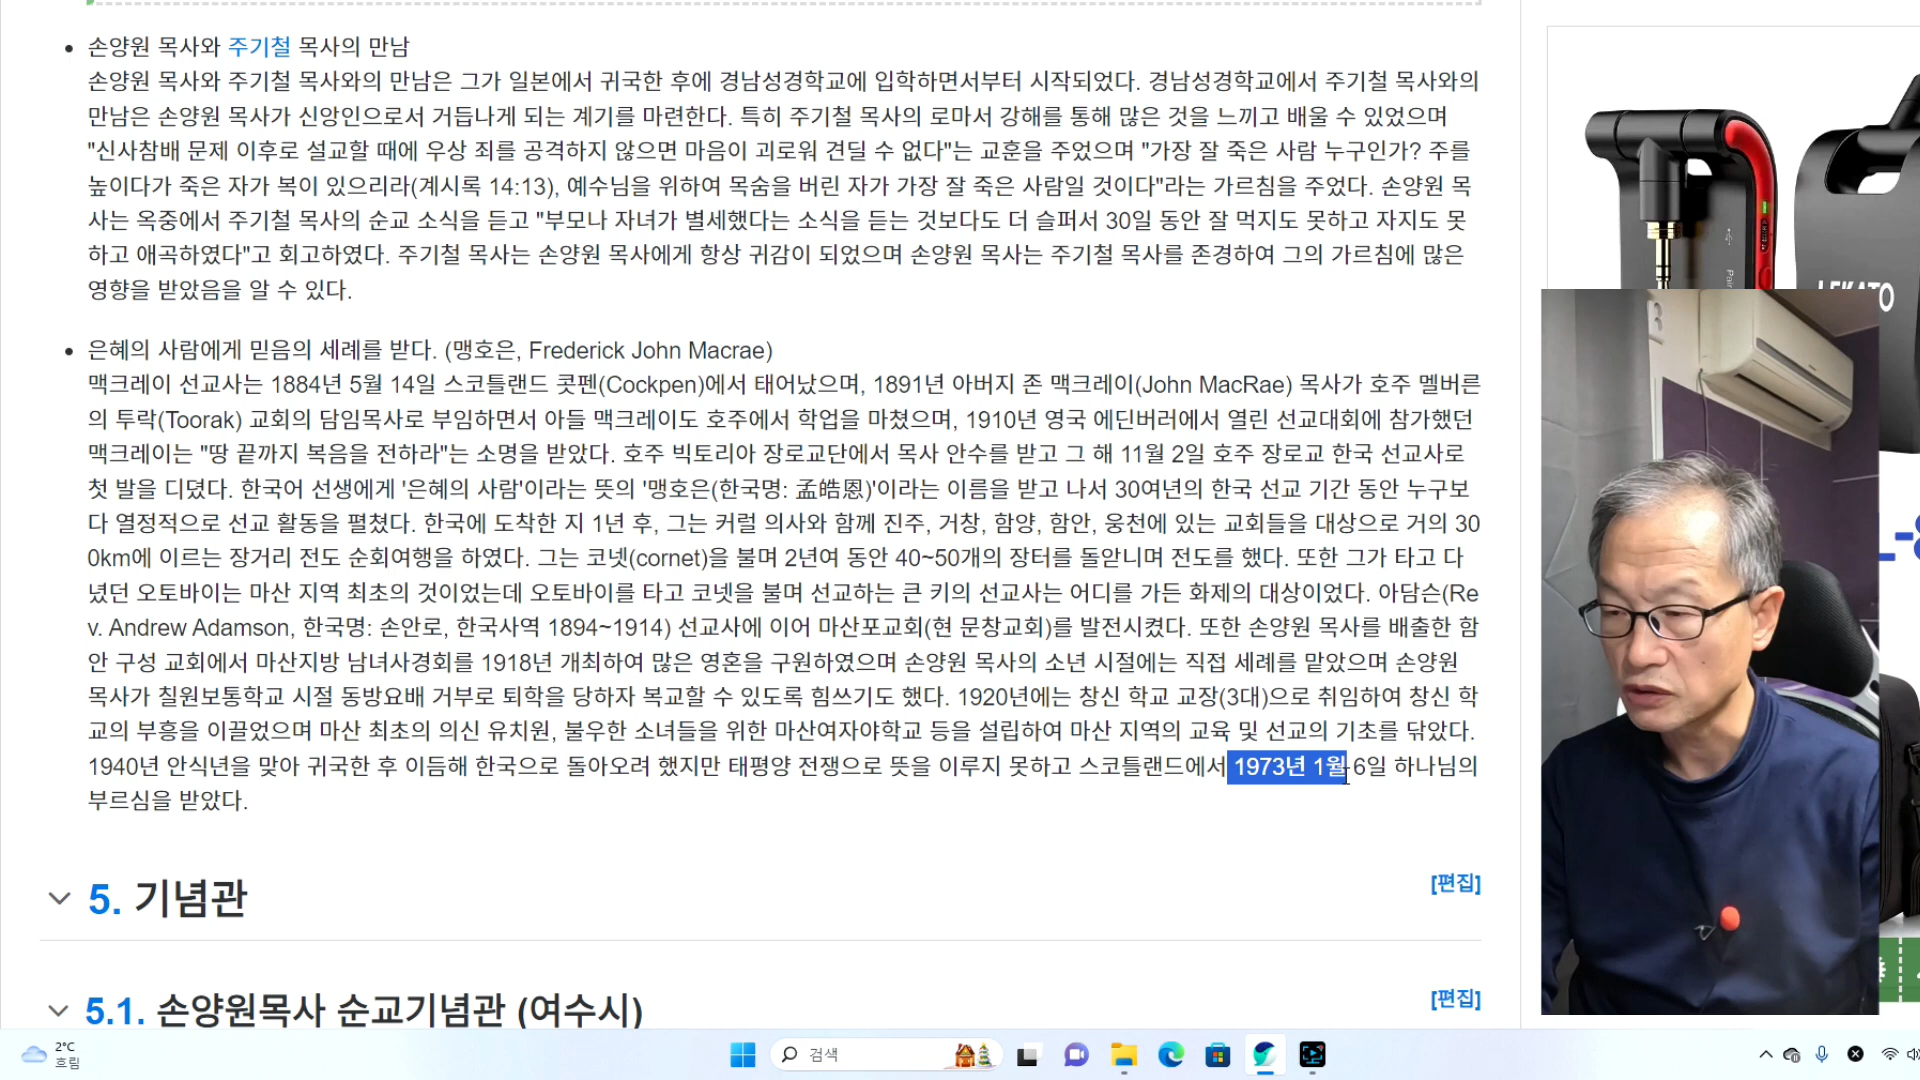 손양원 목사와 주기철 목사의 만남
손양원 목사와 주기철 목사와의 만남은 그가 일본에서 귀국한 후에 경남성경학교에 입학하면서부터 시작되었다. 경남성경학교에서 주기철 목사와의
만남은 손양원 목사가 신앙인으로서 거듭나게 되는 계기를 마련한다. 특히 주기철 목사의 로마서 강해를 통해 많은 것을 느끼고 배울 수 있었으며
"신사참배 문제 이후로 설교할 때에 우상 죄를 공격하지 않으면 마음이 괴로워 견딜 수 없다"는 교훈을 주었으며 "가장 잘 죽은 사람 누구인가? 주를
높이다가 죽은 자가 복이 있으리라(계시록 14:13), 예수님을 위하여 목숨을 버린 자가 가장 잘 죽은 사람일 것이다"라는 가르침을 주었다. 손양원 목
사는 옥중에서 주기철 목사의 순교 소식을 듣고 "부모나 자녀가 별세했다는 소식을 듣는 것보다도 더 슬퍼서 30일 동안 잘 먹지도 못하고 자지도 못
하고 애곡하였다"고 회고하였다. 주기철 목사는 손양원 목사에게 항상 귀감이 되었으며 손양원 목사는 주기철 목사를 존경하여 그의 가르침에 많은
영향을 받았음을 알 수 있다.
은혜의 사람에게 믿음의 세례를 받다. (맹호은, Frederick John Macrae)
맥크레이 선교사는 1884년 5월 14일 스코틀랜드 콧펜(Cockpen)에서 태어났으며, 1891년 아버지 존 맥크레이(John MacRae) 목사가 호주 멜버른
의 투락(Toorak) 교회의 담임목사로 부임하면서 아들 맥크레이도 호주에서 학업을 마쳤으며, 1910년 영국 에딘버러에서 열린 선교대회에 참가했던
맥크레이는 "땅 끝까지 복음을 전하라"는 소명을 받았다. 호주 빅토리아 장로교단에서 목사 안수를 받고 그 해 11월 2일 호주 장로교 한국 선교사로
첫 발을 디뎠다. 한국어 선생에게 '은혜의 사람'이라는 뜻의 '맹호은(한국명: 孟皓恩)'이라는 이름을 받고 나서 30여년의 한국 선교 기간 동안 누구보
다 열정적으로 선교 활동을 펼쳤다. 한국에 도착한 지 1년 후, 그는 커럴 의사와 함께 진주, 거창, 함양, 함안, 웅천에 있는 교회들을 대상으로 거의 30
0km에 이르는 장거리 전도 순회여행을 하였다. 그는 코넷(cornet)을 불며 2년여 동안 40~50개의 장터를 돌앋니며 전도를 했다. 또한 그가 타고 다
녔던 오토바이는 마산 지역 최초의 것이었는데 오토바이를 타고 코넷을 불며 선교하는 큰 키의 선교사는 어디를 가든 화제의 대상이었다. 아담슨(Re
v. Andrew Adamson, 한국명: 손안로, 한국사역 1894~1914) 선교사에 이어 마산포교회(현 문창교회)를 발전시켰다. 또한 손양원 목사를 배출한 함
안 구성 교회에서 마산지방 남녀사경회를 1918년 개최하여 많은 영혼을 구원하였으며 손양원 목사의 소년 시절에는 직접 세례를 맡았으며 손양원
목사가 칠원보통학교 시절 동방요배 거부로 퇴학을 당하자 복교할 수 있도록 힘쓰기도 했다. 1920년에는 창신 학교 교장(3대)으로 취임하여 창신 학
교의 부흥을 이끌었으며 마산 최초의 의신 유치원, 불우한 소녀들을 위한 마산여자야학교 등을 설립하여 마산 지역의 교육 및 선교의 기초를 닦았다.
1940년 안식년을 맞아 귀국한 후 이듬해 한국으로 돌아오려 했지만 태평양 전쟁으로 뜻을 이루지 못하고 스코틀랜드에서 1973년 1월 6일 하나님의
부르심을 받았다.
5. 기념관
[편집]
5.1. 손양원목사 순교기념관 (여수시)
[편집]
2°C
흐림
검색